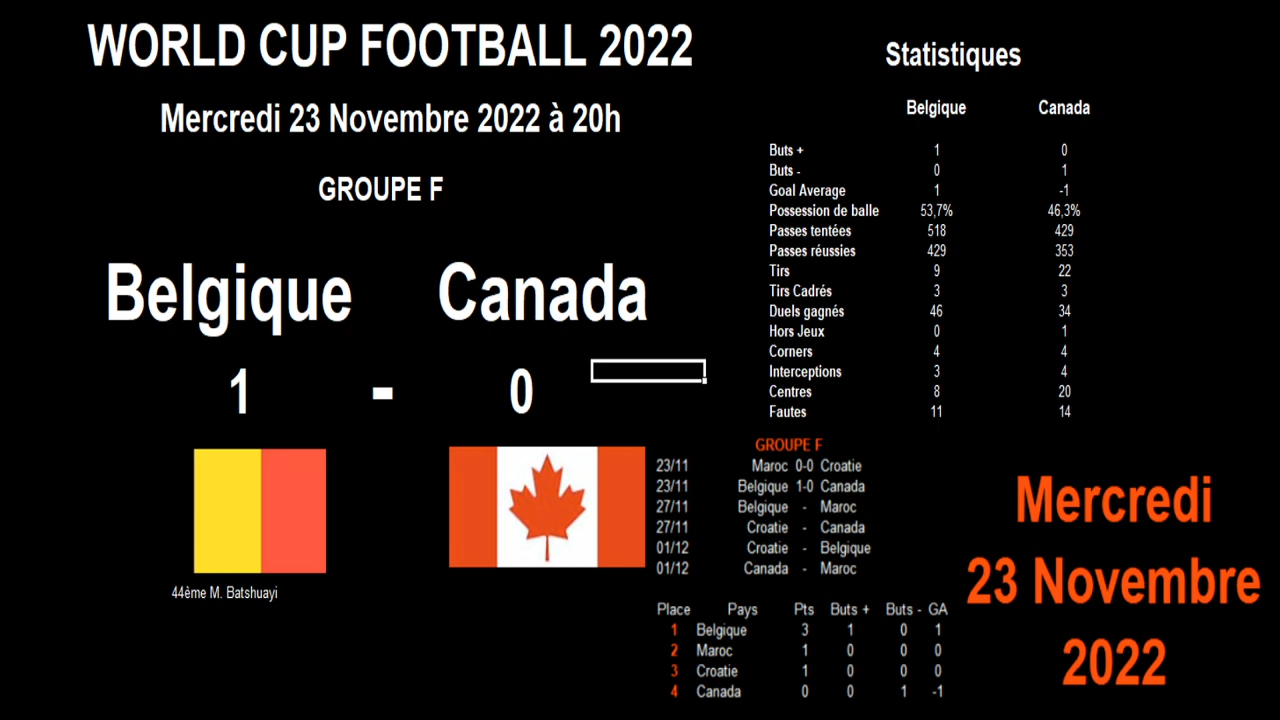 WORLD CUP FOOTBALL 2022
Mercredi 23 Novembre 2022 à 20h
GROUPE F
Belgique Canada
1 - 0
44ème M. Batshuayi
Statistiques
Belgique Canada
Buts + 1 0
Buts - 0 1
Goal Average 1 -1
Possession de balle 53,7% 46,3%
Passes tentées 518 429
Passes réussies 429 353
Tirs 9 22
Tirs Cadrés 3 3
Duels gagnés 46 34
Hors Jeux 0 1
Corners 4 4
Interceptions 3 4
Centres 8 20
Fautes 11 14
GROUPE F
23/11 Maroc 0-0 Croatie
23/11 Belgique 1-0 Canada
27/11 Belgique - Maroc
27/11 Croatie - Canada
01/12 Croatie - Belgique
01/12 Canada - Maroc
Place Pays Pts Buts + Buts - GA
1 Belgique 3 1 0 1
2 Maroc 1 0 0 0
3 Croatie 1 0 0 0
4 Canada 0 0 1 -1
Mercredi
23 Novembre
2022